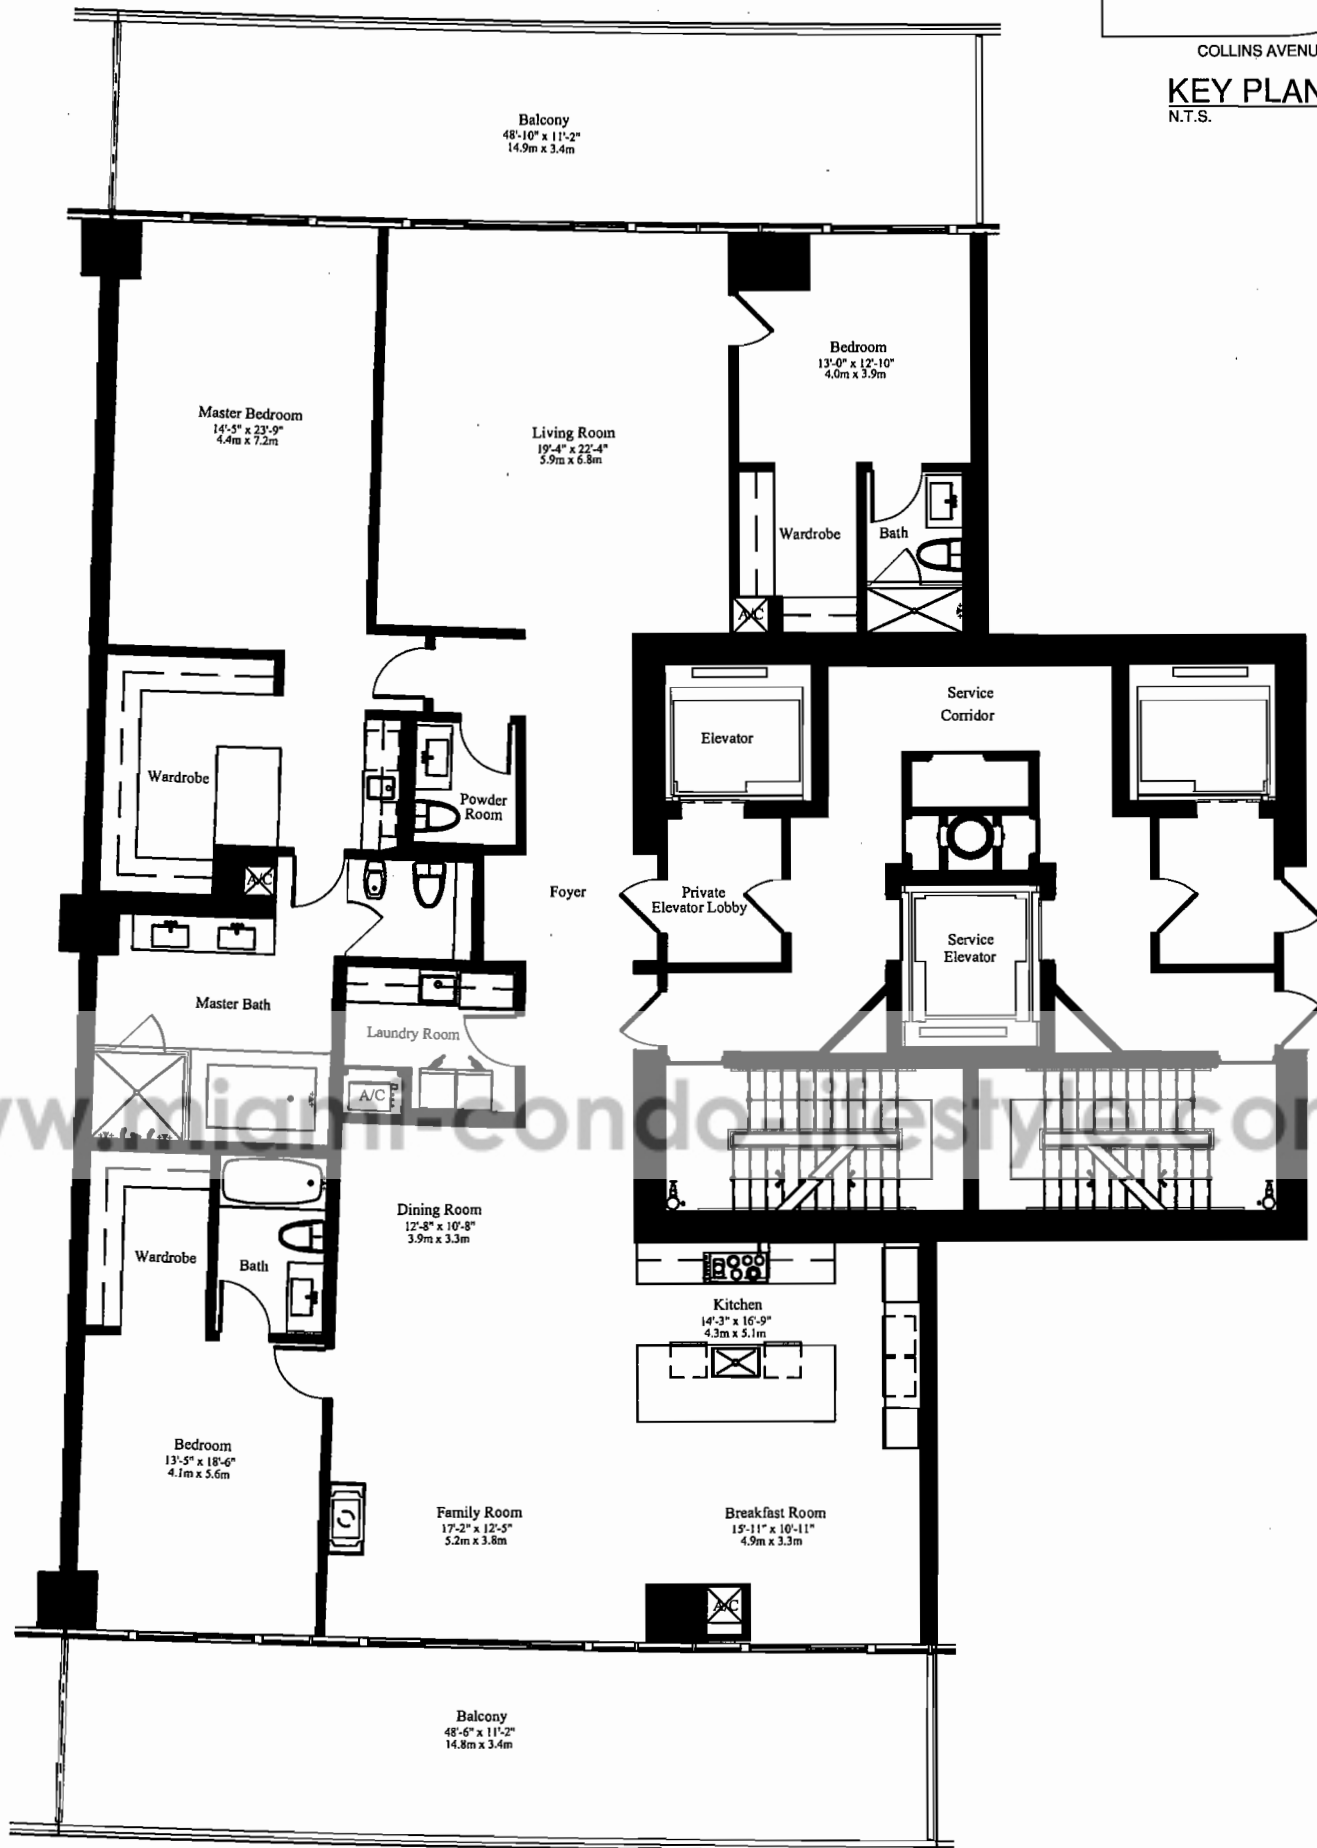 COLLINS AVENU
KEY PLAN
N.T.S.
Balcony
48'-10" x 11'-2"
14.9m x 3.4m
Bedroom
13'-0" x 12'-10"
4.0m x 3.9m
Master Bedroom
14'-5" x 23'-9"
4.4m x 7.2m
Living Room
19'-4" x 22'-4"
5.9m x 6.8m
Wardrobe
Bath
A/C
Service
Corridor
Elevator
Wardrobe
Powder
Room
A/C
Foyer
Private
Elevator Lobby
Service
Elevator
Master Bath
Laundry Room
A/C
www.miami-condo-lifestyle.com
Dining Room
12'-8" x 10'-8"
3.9m x 3.3m
Wardrobe
Bath
Kitchen
14'-3" x 16'-9"
4.3m x 5.1m
Bedroom
13'-5" x 18'-6"
4.1m x 5.6m
Family Room
17'-2" x 12'-5"
5.2m x 3.8m
Breakfast Room
15'-11" x 10'-11"
4.9m x 3.3m
A/C
Balcony
48'-6" x 11'-2"
14.8m x 3.4m